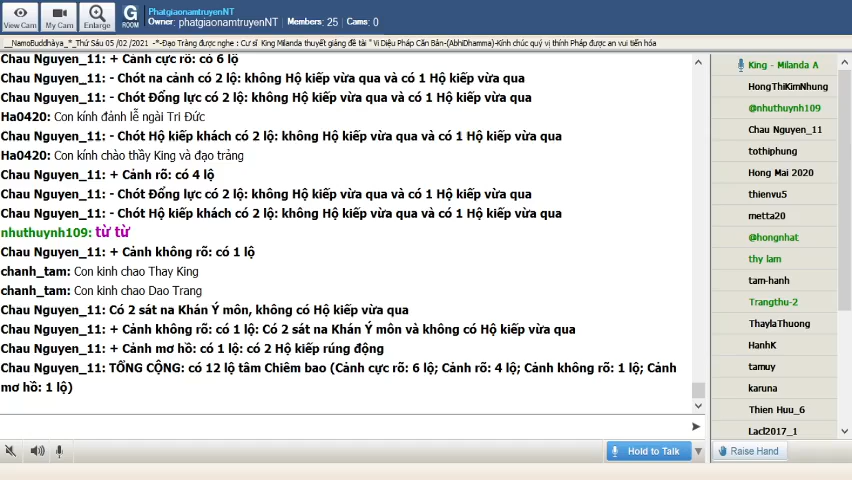 View Cam
My Cam
Enlarge
G
ROOM
PhatgiaonamtruyenNT
Owner: phatgiaonamtruyenNT Members: 25 Cams: 0
__NamoBuddhàya_*_Thứ Sáu 05 /02 / 2021 -*-Đạo Tràng được nghe : Cư sĩ King Milanda thuyết giảng đề tài " Vi Diệu Pháp Căn Bản-(AbhiDhamma)-Kính chúc quý vị thính Pháp được an vui tiến hóa
Chau Nguyen_11: + Cảnh cực rõ: có 6 lộ
Chau Nguyen_11: - Chót na cảnh có 2 lộ: không Hộ kiếp vừa qua và có 1 Hộ kiếp vừa qua
Chau Nguyen_11: - Chót Đổng lực có 2 lộ: không Hộ kiếp vừa qua và có 1 Hộ kiếp vừa qua
Ha0420: Con kính đảnh lễ ngài Tri Đức
Chau Nguyen_11: - Chót Hộ kiếp khách có 2 lộ: không Hộ kiếp vừa qua và có 1 Hộ kiếp vừa qua
Ha0420: Con kính chào thầy King và đạo tràng
Chau Nguyen_11: + Cảnh rõ: có 4 lộ
Chau Nguyen_11: - Chót Đổng lực có 2 lộ: không Hộ kiếp vừa qua và có 1 Hộ kiếp vừa qua
Chau Nguyen_11: - Chót Hộ kiếp khách có 2 lộ: không Hộ kiếp vừa qua và có 1 Hộ kiếp vừa qua
nhuthuynh109: từ từ
Chau Nguyen_11: + Cảnh không rõ: có 1 lộ
chanh_tam: Con kinh chao Thay King
chanh_tam: Con kinh chao Dao Trang
Chau Nguyen_11: Có 2 sát na Khán Ý môn, không có Hộ kiếp vừa qua
Chau Nguyen_11: + Cảnh không rõ: có 1 lộ: Có 2 sát na Khán Ý môn và không có Hộ kiếp vừa qua
Chau Nguyen_11: + Cảnh mơ hồ: có 1 lộ: có 2 Hộ kiếp rúng động
Chau Nguyen_11: TỔNG CỘNG: có 12 lộ tâm Chiêm bao (Cảnh cực rõ: 6 lộ; Cảnh rõ: 4 lộ; Cảnh không rõ: 1 lộ; Cảnh
mơ hồ: 1 lộ)
King - Milanda A
HongThiKimNhung
@nhuthuynh109
Chau Nguyen_11
tothiphung
Hong Mai 2020
thienvu5
metta20
@hongnhat
thy lam
tam-hanh
Trangthu-2
ThaylaThuong
HanhK
tamuy
karuna
Thien Huu_6
Lacl2017_1
Hold to Talk
Raise Hand